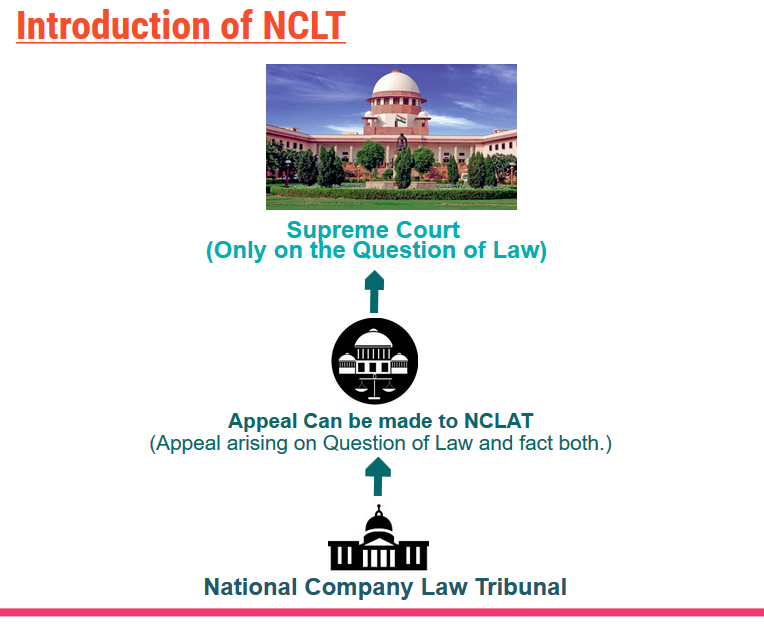 Introduction of NCLT
Supreme Court
(Only on the Question of Law)
Appeal Can be made to NCLAT
(Appeal arising on Question of Law and fact both.)
National Company Law Tribunal